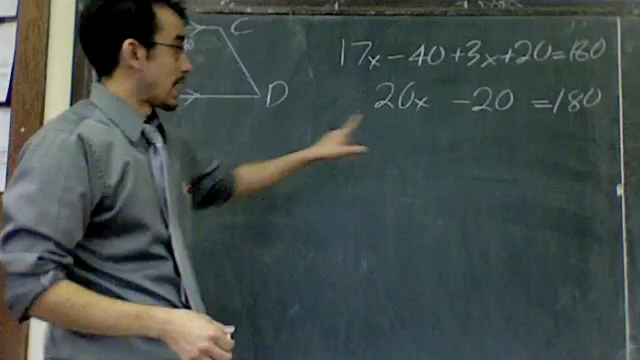 C
17x - 40 + 3x + 20 = 180
D
20x - 20 = 180